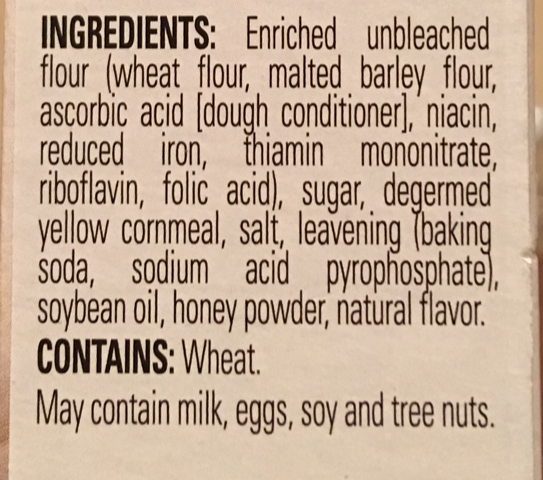 INGREDIENTS: Enriched unbleached
flour (wheat flour, malted barley flour,
ascorbic acid [dough conditioner], niacin,
reduced iron, thiamin mononitrate,
riboflavin, folic acid), sugar, degermed
yellow cornmeal, salt, leavening (baking
soda, sodium acid pyrophosphate),
soybean oil, honey powder, natural flavor.
CONTAINS: Wheat.
May contain milk, eggs, soy and tree nuts.